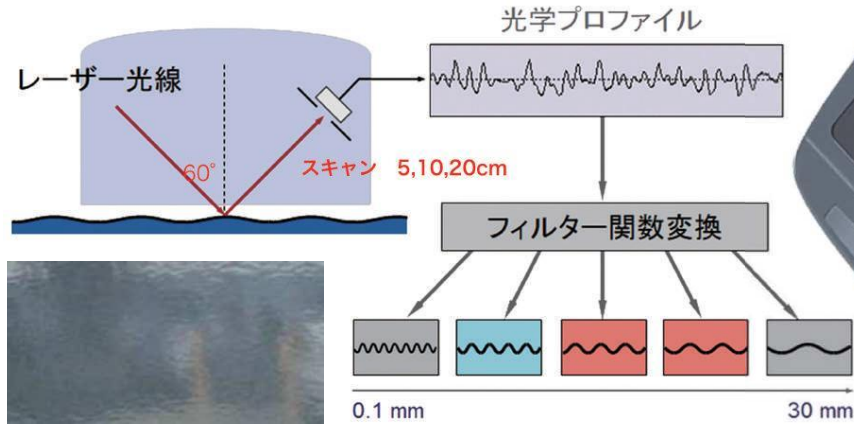 光学プロファイル
レーザー光線
60°
スキャン 5,10,20cm
フィルター関数変換
0.1 mm
30 mm